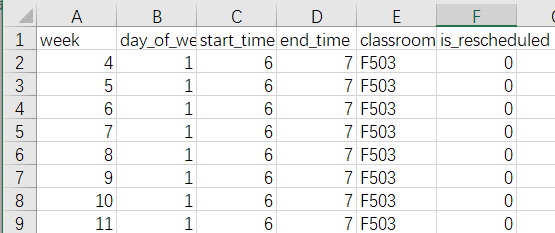 A B C D E F
1 week day_of_we start_time end_time classroom is_rescheduled
2 4 1 6 7 F503 0
3 5 1 6 7 F503 0
4 6 1 6 7 F503 0
5 7 1 6 7 F503 0
6 8 1 6 7 F503 0
7 9 1 6 7 F503 0
8 10 1 6 7 F503 0
9 11 1 6 7 F503 0